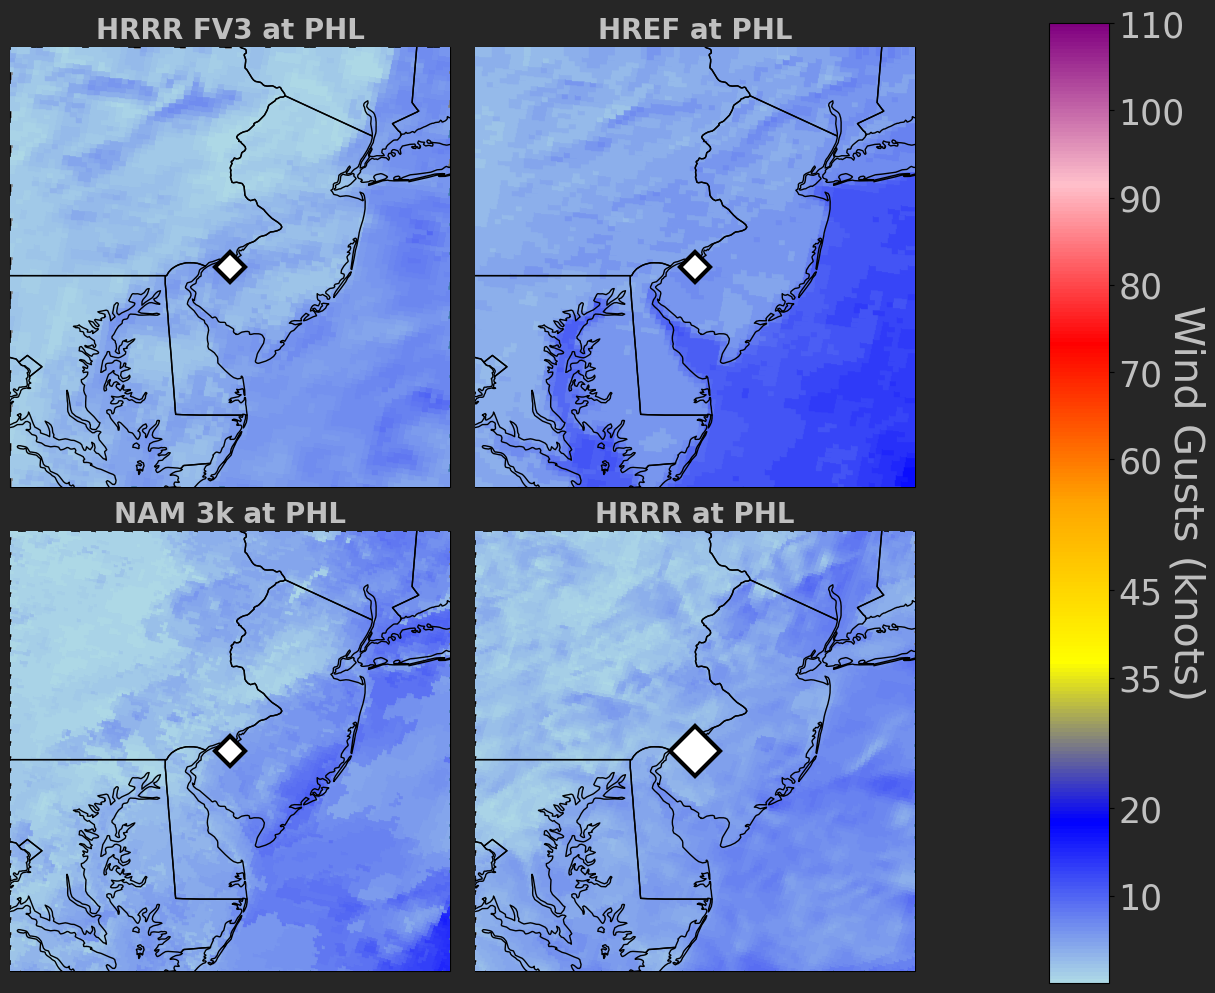 HRRR FV3 at PHL
HREF at PHL
NAM 3k at PHL
HRRR at PHL
110
100
90
80
70
60
45
35
20
10
Wind Gusts (knots)